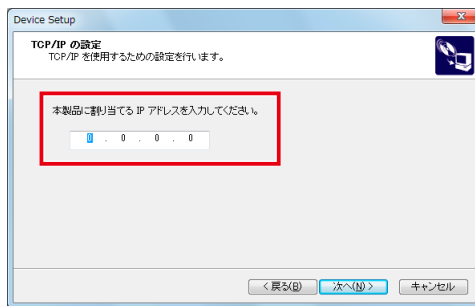 Device Setup
TCP/IP の設定
TCP/IP を使用するための設定を行います。
本製品に割り当てる IP アドレスを入力してください。
0 . 0 . 0 . 0
< 戻る(B) 次へ(N) > キャンセル